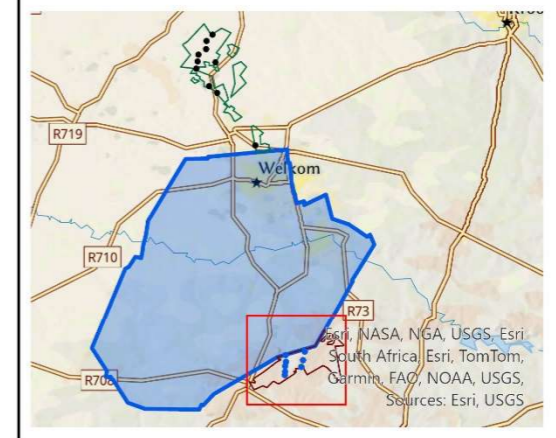 R719
Welkom
R710
R73
Esri, NASA, NGA, USGS, Esri
South Africa, Esri, TomTom,
Garmin, FAO, NOAA, USGS,
R708
Sources: Esri, USGS